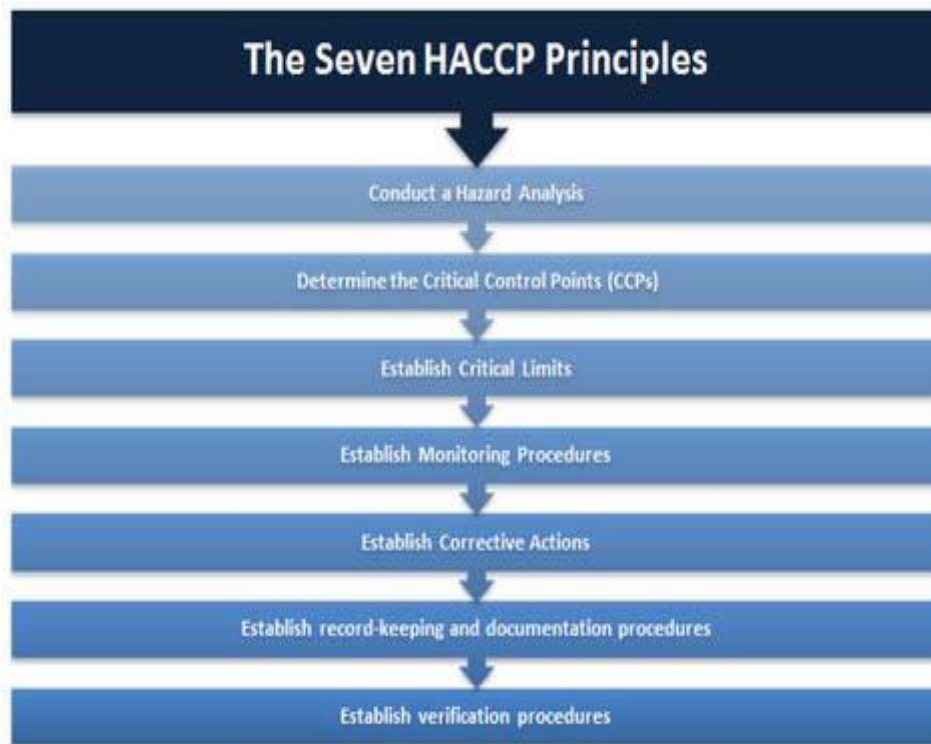 The Seven HACCP Principles
Conduct a Hazard Analysis
Determine the Critical Control Points (CCPs)
Establish Critical Limits
Establish Monitoring Procedures
Establish Corrective Actions
Establish record-keeping and documentation procedures
Establish verification procedures